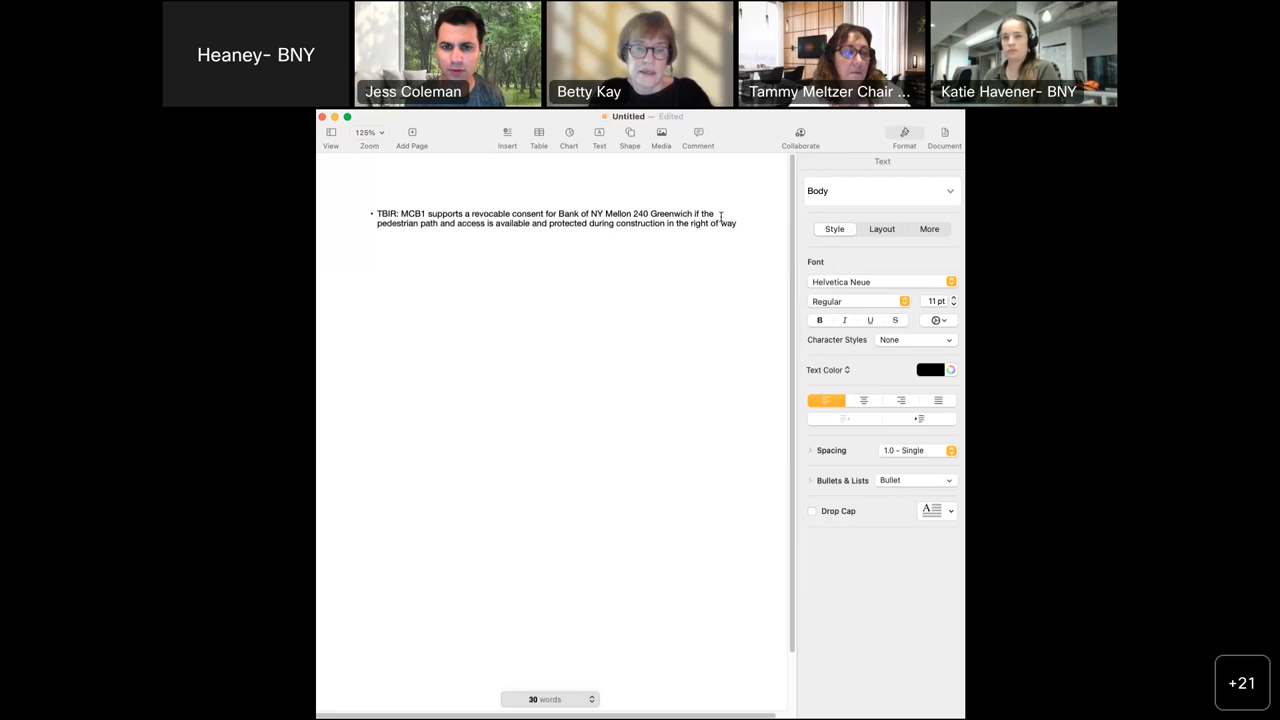 Heaney- BNY
Jess Coleman
Betty Kay
Tammy Meltzer Chair ...
Katie Havener- BNY
Untitled — Edited
125%
View
Zoom
Add Page
Insert
Table
Chart
Text
Shape
Media
Comment
Collaborate
Format
Document
Text
Body
Style
Layout
More
Font
Helvetica Neue
Regular
11 pt
B I U S
Character Styles
None
Text Color
Spacing
1.0 - Single
Bullets & Lists
Bullet
Drop Cap
A
• TBIR: MCB1 supports a revocable consent for Bank of NY Mellon 240 Greenwich if the
pedestrian path and access is available and protected during construction in the right of way
30 words
+21